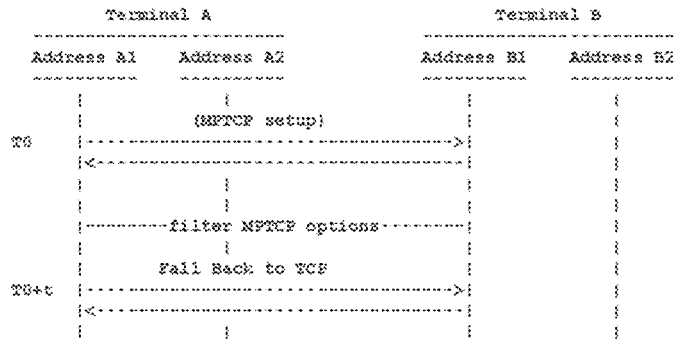 Terminal A Terminal B
Address A1 Address A2 Address B1 Address B2
(MPTCP setup)
T0
filter MPTCP options
Fall Back to TCP
T0+t